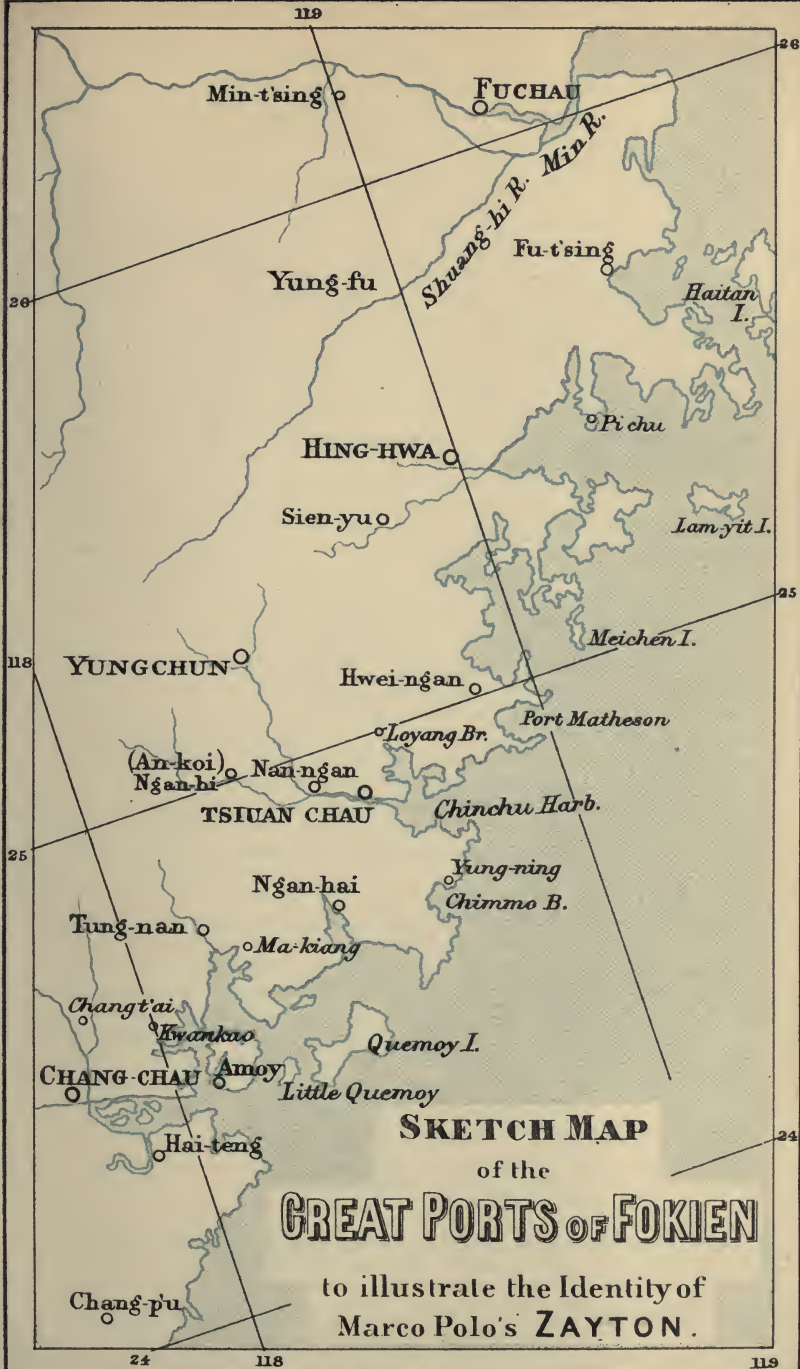 119
26
Min-t'sing
FUCHAU
Min R.
Shuang-hi R.
Fu-t'sing
Yung-fu
26
Haitan
I.
Pichu
HING-HWA
Sien-yu
Lam-yit I.
25
Meichen I.
118
YUNGCHUN
Hwei-ngan
Port Matheson
Loyang Br.
(An-koi)
Ngan-hi
Nan-ngan
TSIUAN CHAU
Chinchu Harb.
25
Yung-ning
Ngan-hai
Chimmo B.
Tung-nan
Ma-kiang
Changt'ai
Kwankao
Quemoy I.
CHANG-CHAU
Amoy
Little Quemoy
SKETCH MAP
of the
GREAT PORTS OF FOKIEN
to illustrate the Identity of
Marco Polo's ZAYTON.
24
Hai-teng
Chang-p'u
24
118
119